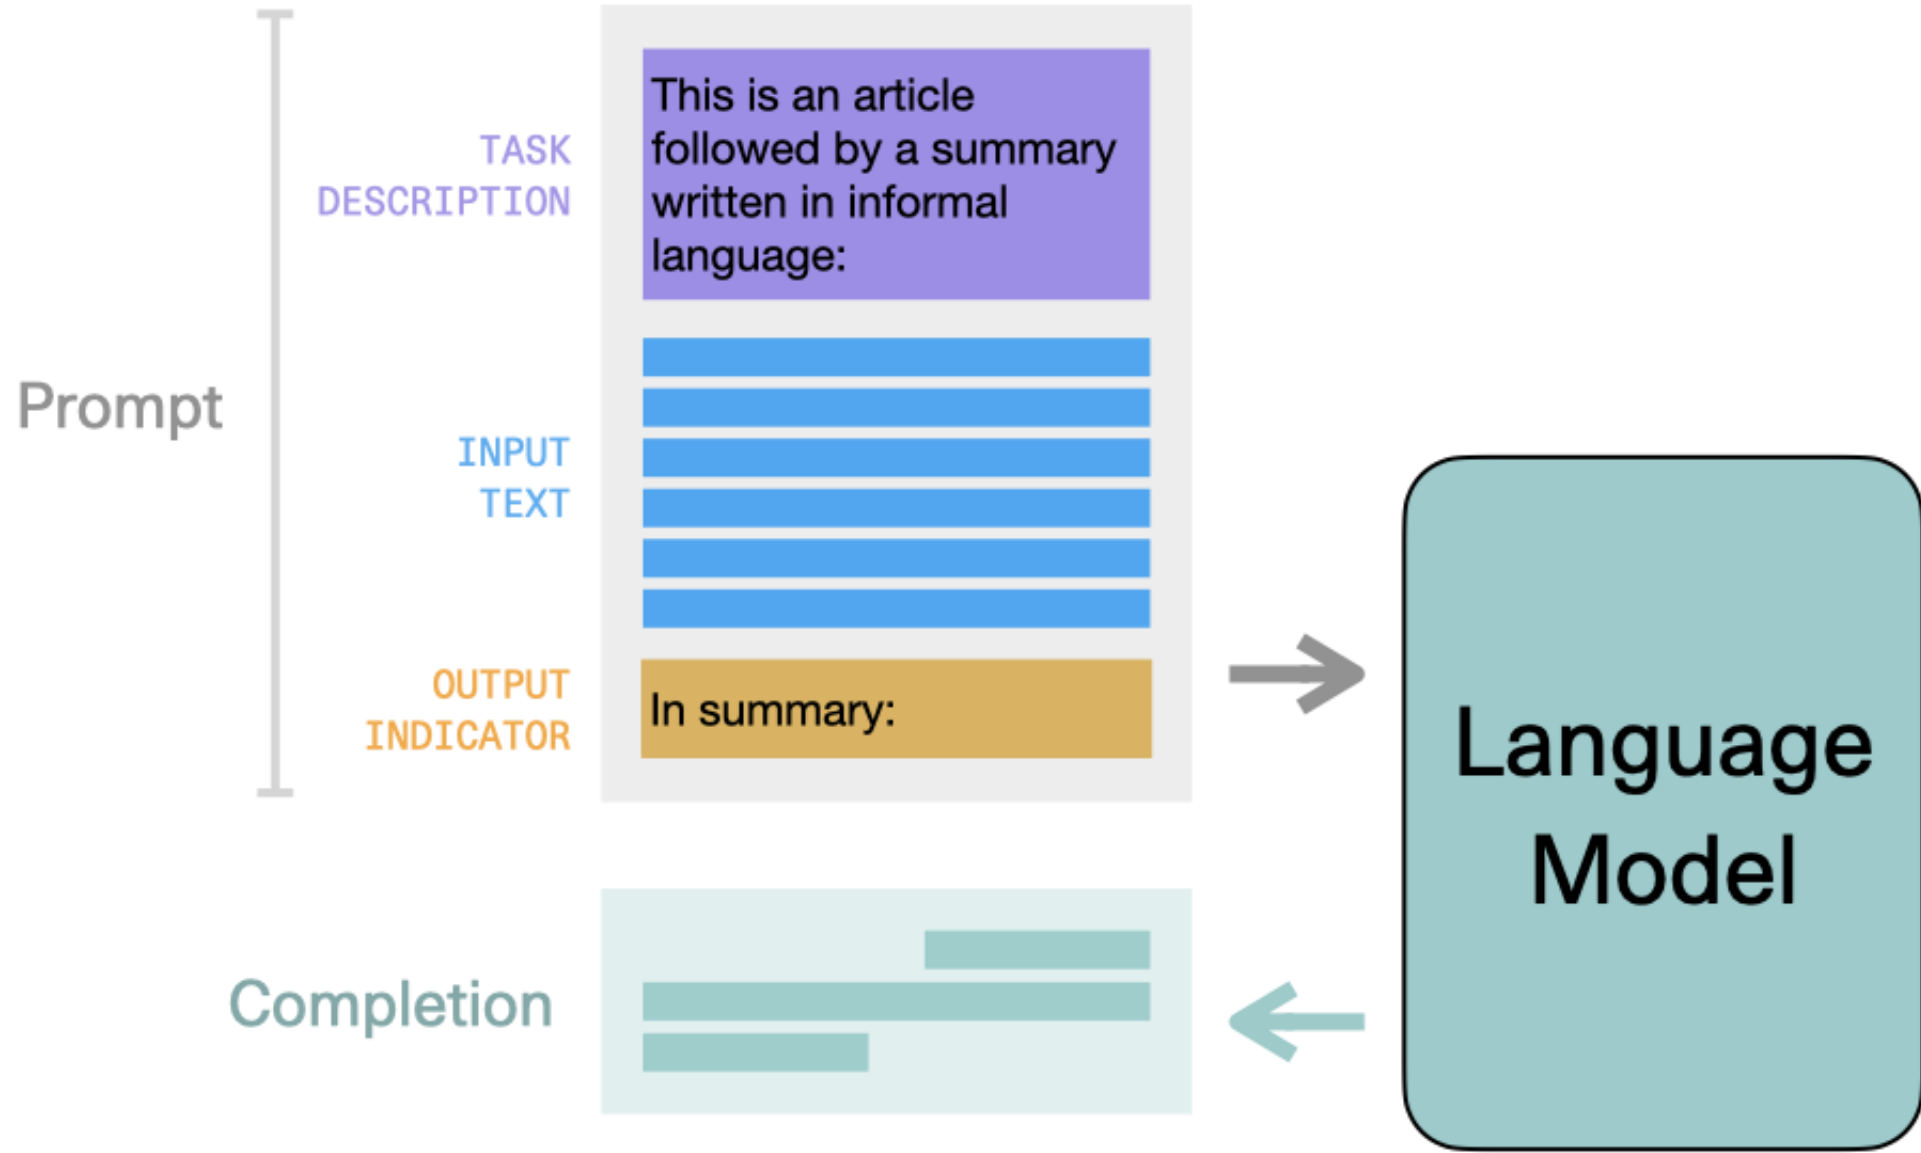 Prompt
TASK
DESCRIPTION
This is an article
followed by a summary
written in informal
language:
INPUT
TEXT
OUTPUT
INDICATOR
In summary:
Language
Model
Completion